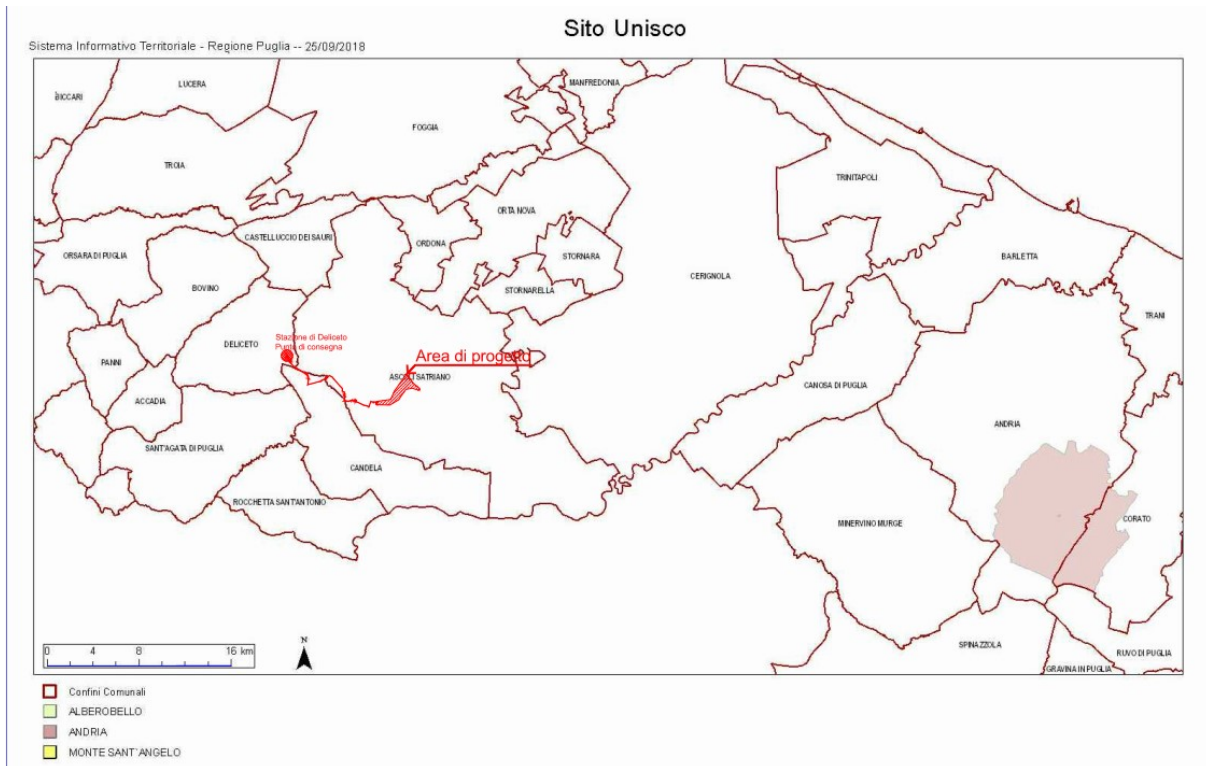 Sito Unisco
Sistema Informativo Territoriale - Regione Puglia -- 25/09/2018
LUCERA
MANFREDONIA
BICCARI
FOGGIA
TROIA
TRINITAPOLI
ORTA NOVA
CASTELLUCCIO DEI SAURI
ORDONA
ORSARA DI PUGLIA
STORNARA
BARLETTA
CERIGNOLA
BOVINO
STORNARELLA
TRANI
Stazione di Deliceto
Punto di consegna
DELICETO
Area di progetto
PANNI
ASCOLI SATRIANO
CANOSA DI PUGLIA
ACCADIA
ANDRIA
SANT'AGATA DI PUGLIA
CANDELA
ROCCHETTA SANT'ANTONIO
MINERVINO MURGE
CORATO
N
SPINAZZOLA
RUVO DI PUGLIA
GRAVINA IN PUGLIA
0 4 8 16 km
Confini Comunali
ALBEROBELLO
ANDRIA
MONTE SANT'ANGELO